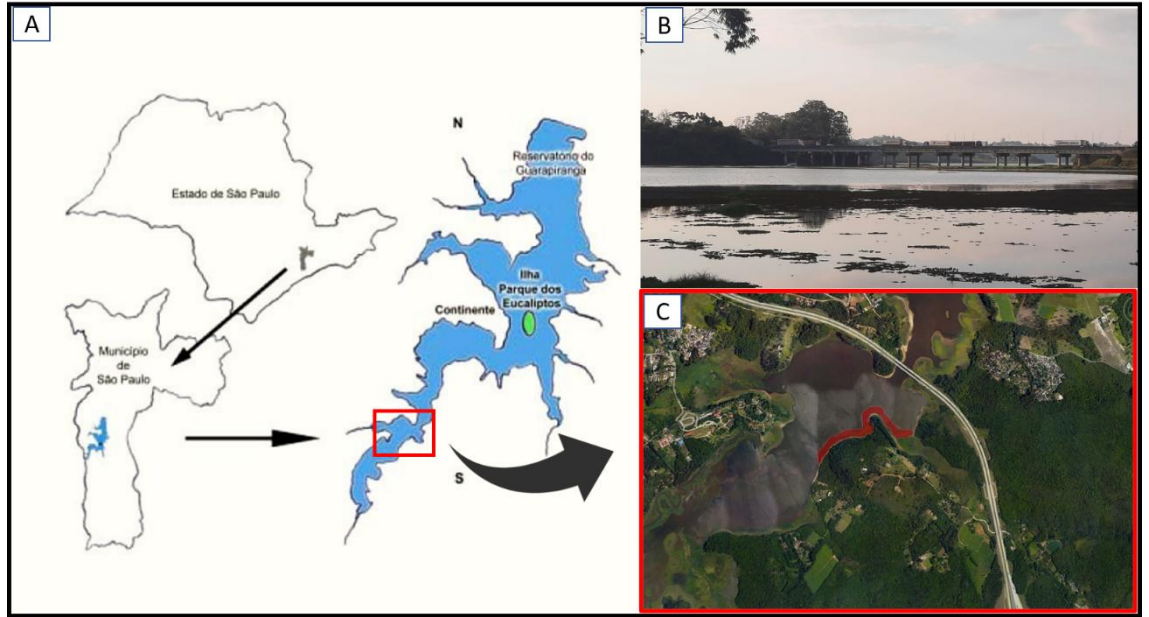 A
Estado de São Paulo
Município
de
São Paulo
N
Reservatório do
Guarapiranga
Ilha
Parque dos
Eucaliptos
Continente
S
B
C